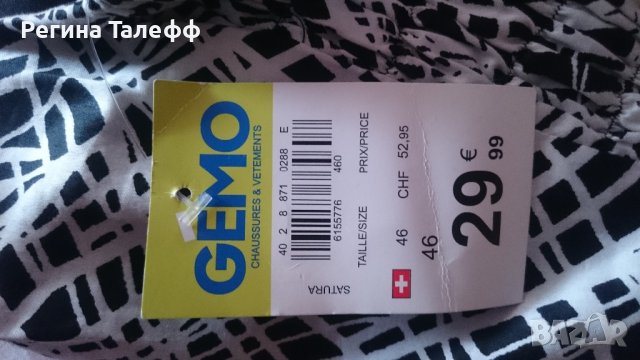 Регина Талефф
GEMO
CHAUSSURES & VETEMENTS
40 2 8 871 0288 E
6155776 460
TAILLE/SIZE PRIX/PRICE
46 CHF 52,95
SATURA
46
29 € 99
BAZAR